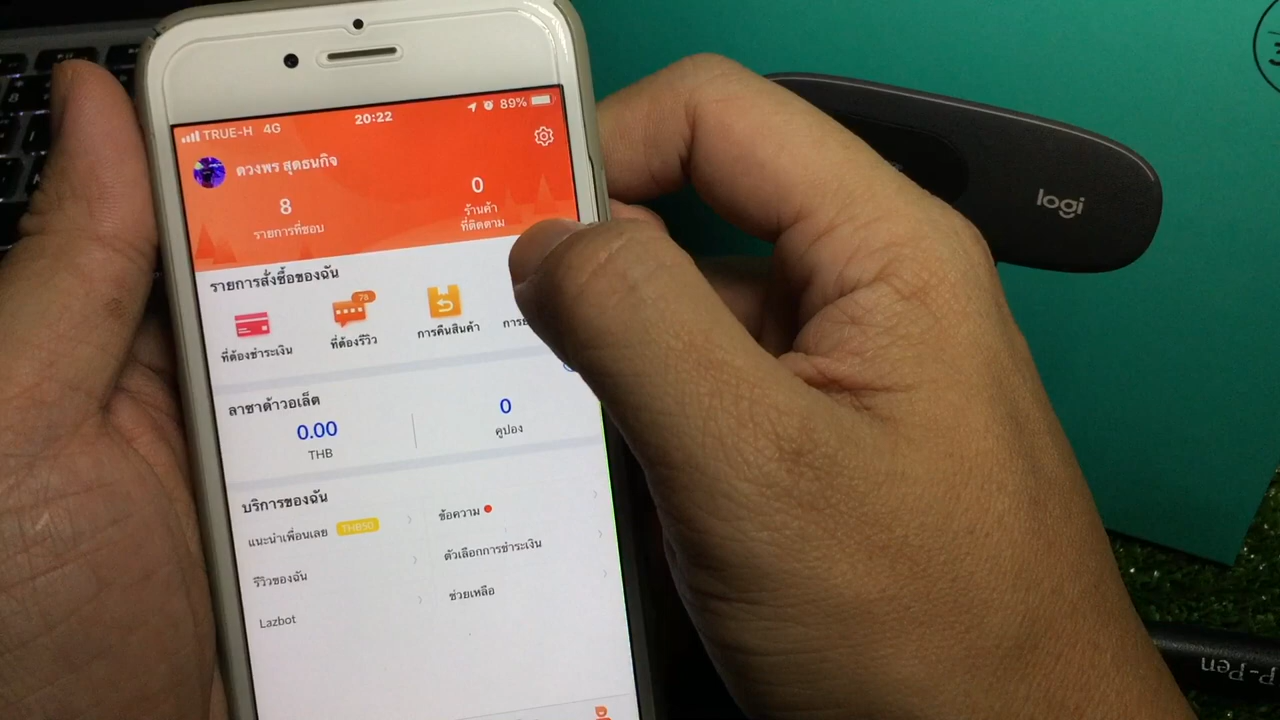 TRUE-H 4G 20:22 89%
ดวงพร สุดธนกิจ
8
รายการที่ชอบ
0
ร้านค้า
ที่ติดตาม
รายการสั่งซื้อของฉัน
78
ที่ต้องชำระเงิน
ที่ต้องรีวิว
การคืนสินค้า
ลาซาด้าวอเล็ต
0.00
THB
0
คูปอง
บริการของฉัน
แนะนำเพื่อนเลย THB50
ข้อความ
รีวิวของฉัน
ตัวเลือกการชำระเงิน
Lazbot
ช่วยเหลือ
logi
P-Pen